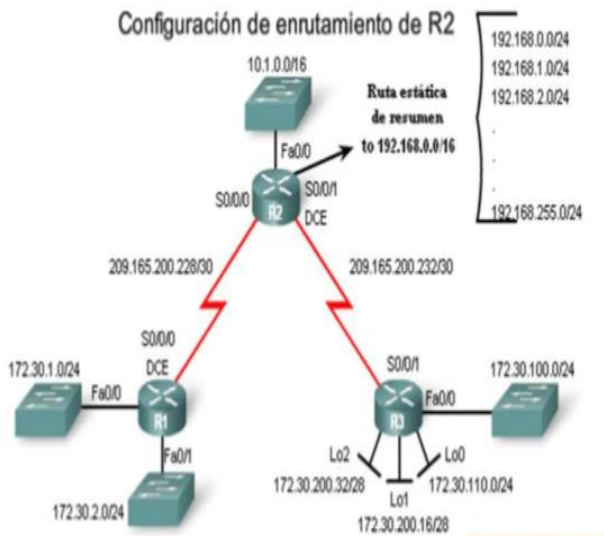 Configuración de enrutamiento de R2
192.168.0.0/24
192.168.1.0/24
192.168.2.0/24
.
.
.
192.168.255.0/24
10.1.0.0/16
Ruta estática
de resumen
to 192.168.0.0/16
Fa0/0
S0/0/0
R2
S0/0/1
DCE
209.165.200.228/30
209.165.200.232/30
S0/0/0
DCE
172.30.1.0/24
Fa0/0
R1
Fa0/1
172.30.2.0/24
S0/0/1
172.30.100.0/24
Fa0/0
R3
Lo2
Lo0
172.30.200.32/28
172.30.110.0/24
Lo1
172.30.200.16/28